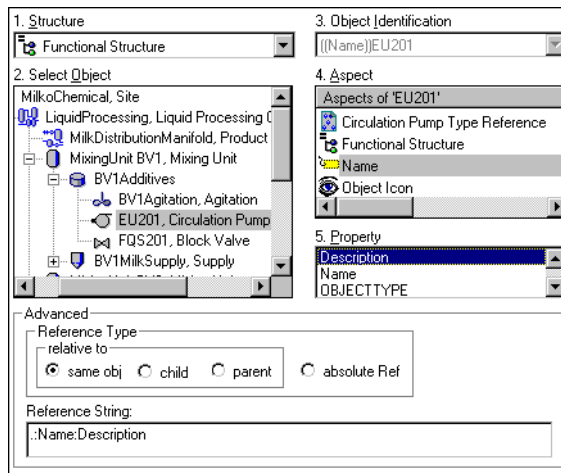 1. Structure
Functional Structure
2. Select Object
MilkoChemical, Site
LiquidProcessing, Liquid Processing
MilkDistributionManifold, Product
MixingUnit BV1, Mixing Unit
BV1Additives
BV1Agitation, Agitation
EU201, Circulation Pump
FQS201, Block Valve
BV1MilkSupply, Supply
3. Object Identification
((Name))EU201
4. Aspect
Aspects of 'EU201'
Circulation Pump Type Reference
Functional Structure
Name
Object Icon
5. Property
Description
Name
OBJECTTYPE
Advanced
Reference Type
relative to
same obj child parent absolute Ref
Reference String:
.:Name:Description